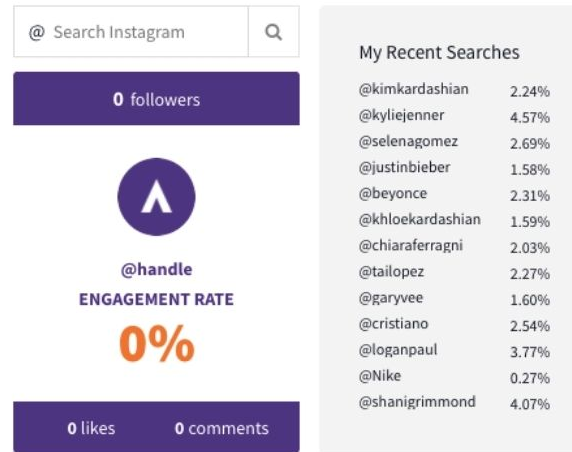 @ Search Instagram
0 followers
@handle
ENGAGEMENT RATE
0%
0 likes 0 comments
My Recent Searches
@kimkardashian 2.24%
@kyliejenner 4.57%
@selenagomez 2.69%
@justinbieber 1.58%
@beyonce 2.31%
@khloekardashian 1.59%
@chiaraferragni 2.03%
@tailopez 2.27%
@garyvee 1.60%
@cristiano 2.54%
@loganpaul 3.77%
@Nike 0.27%
@shanigrimmond 4.07%